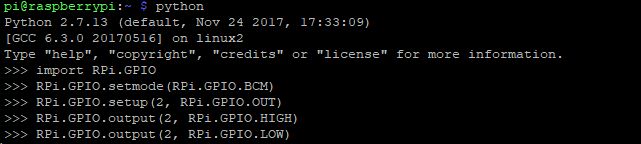 pi@raspberrypi:~ $ python
Python 2.7.13 (default, Nov 24 2017, 17:33:09)
[GCC 6.3.0 20170516] on linux2
Type "help", "copyright", "credits" or "license" for more information.
>>> import RPi.GPIO
>>> RPi.GPIO.setmode(RPi.GPIO.BCM)
>>> RPi.GPIO.setup(2, RPi.GPIO.OUT)
>>> RPi.GPIO.output(2, RPi.GPIO.HIGH)
>>> RPi.GPIO.output(2, RPi.GPIO.LOW)